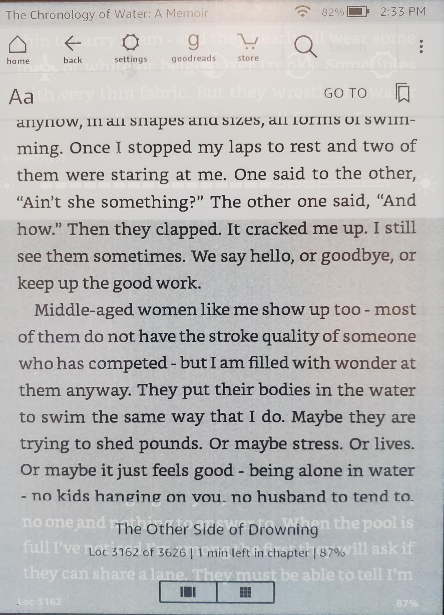 The Chronology of Water: A Memoir 82% 2:33 PM
home back settings goodreads store
Aa GO TO
anyhow, in all shapes and sizes, all forms of swim-
ming. Once I stopped my laps to rest and two of
them were staring at me. One said to the other,
“Ain’t she something?” The other one said, “And
how.” Then they clapped. It cracked me up. I still
see them sometimes. We say hello, or goodbye, or
keep up the good work.
Middle-aged women like me show up too - most
of them do not have the stroke quality of someone
who has competed - but I am filled with wonder at
them anyway. They put their bodies in the water
to swim the same way that I do. Maybe they are
trying to shed pounds. Or maybe stress. Or lives.
Or maybe it just feels good - being alone in water
- no kids hanging on you, no husband to tend to,
no one and nothing to answer to. When the pool is
The Other Side of Drowning
full I've will ask if
Loc 3162 of 3626 | 1 min left in chapter | 87%
they can share a lane. They must be able to tell I'm
Loc 3162 87%